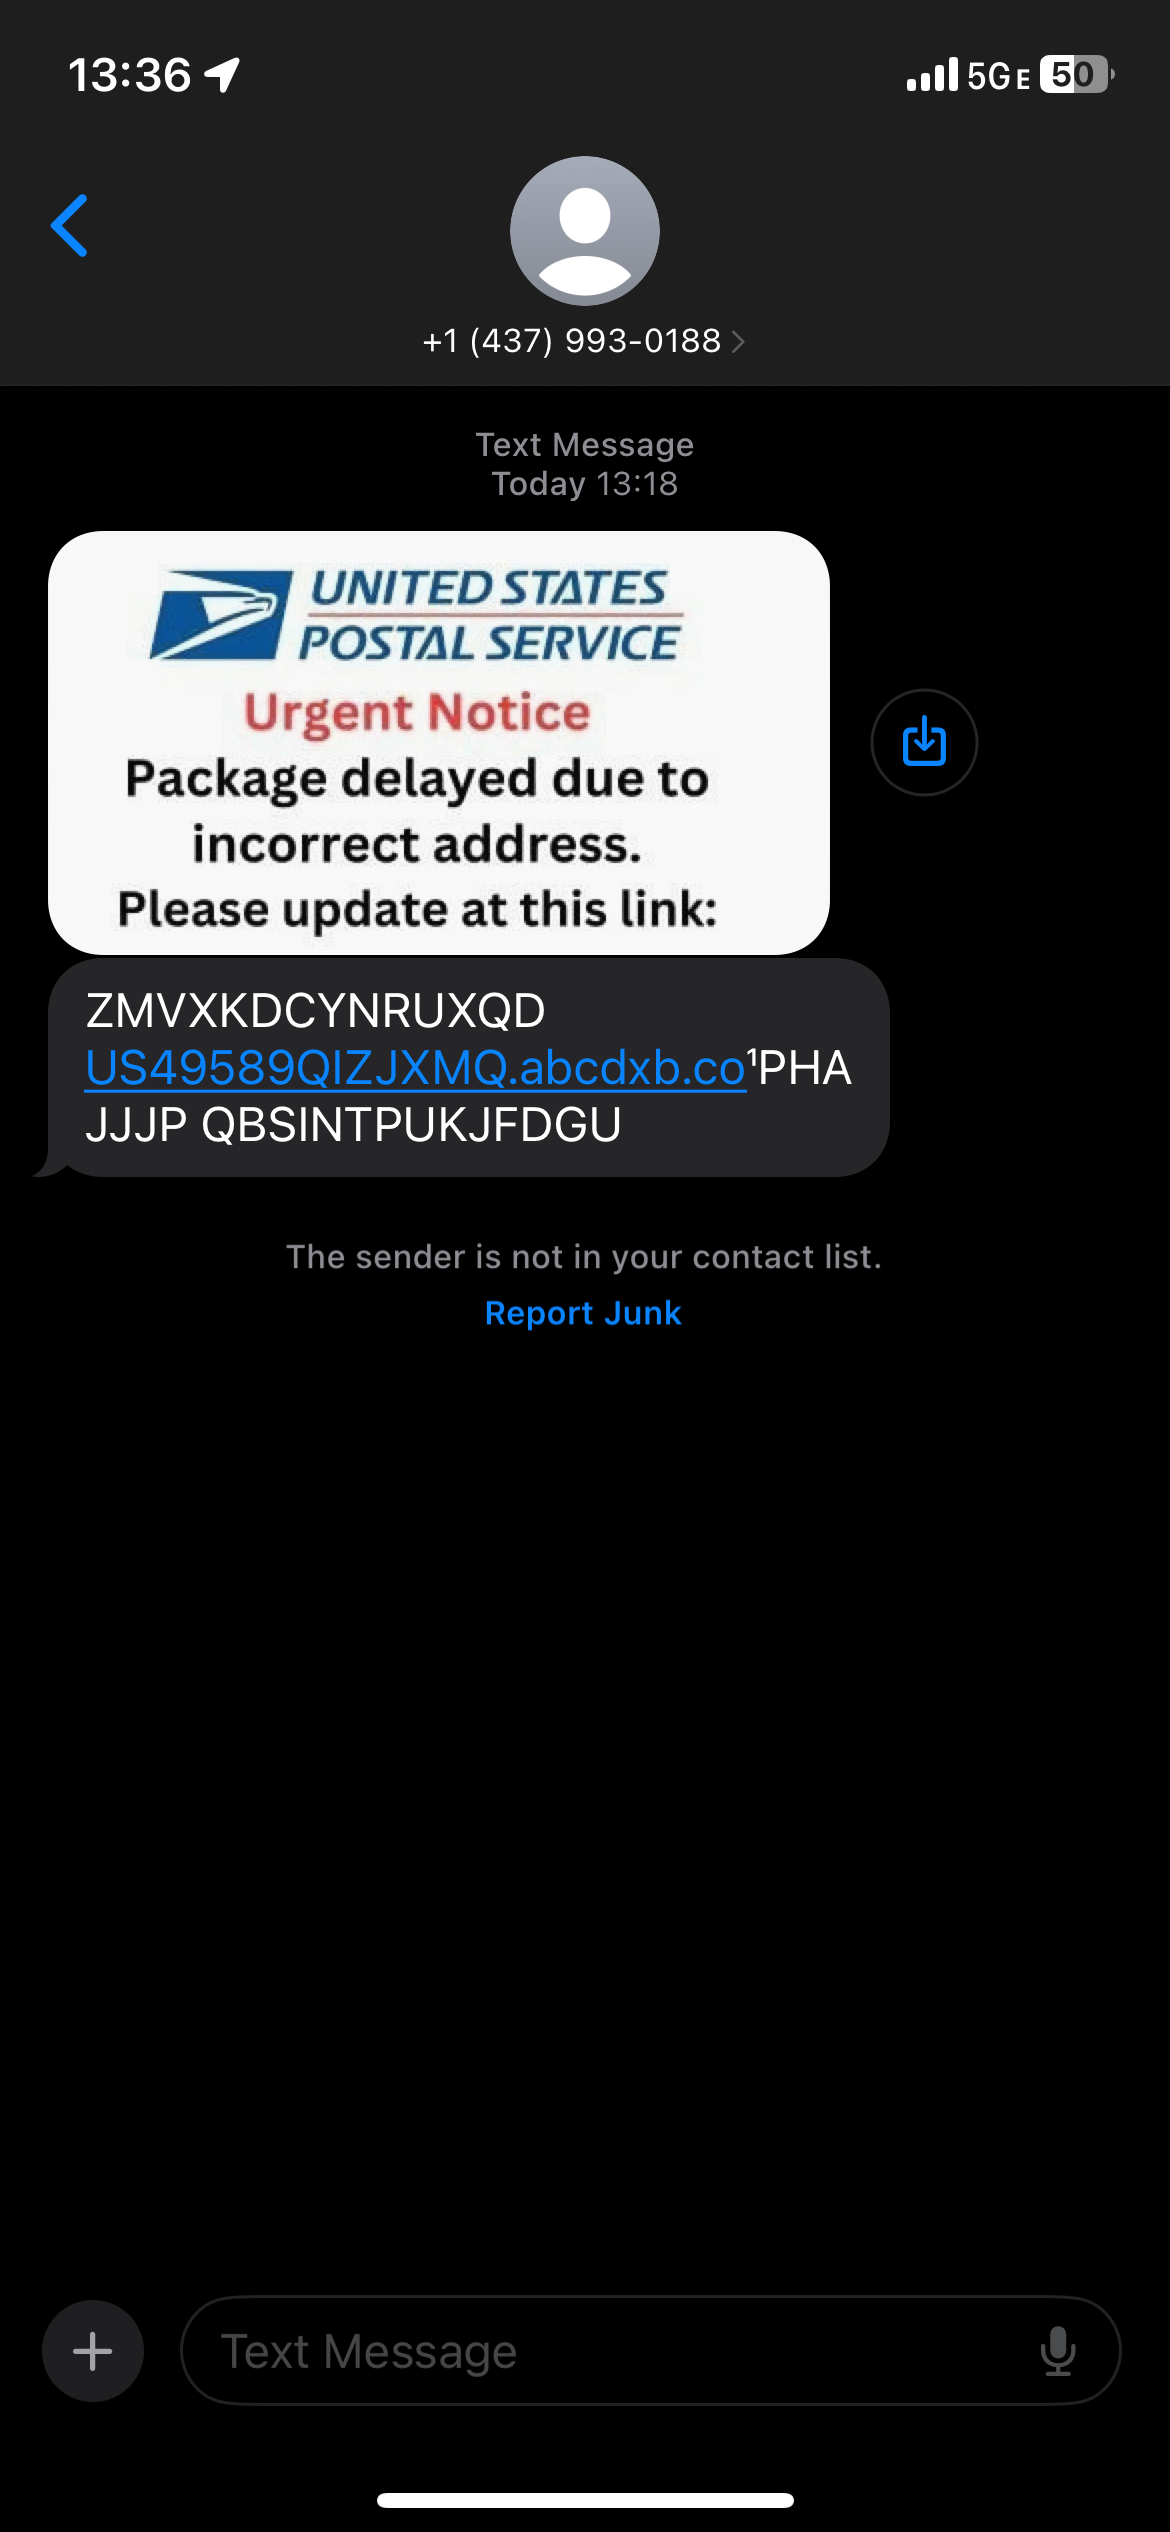 13:36
5GE 50
+1 (437) 993-0188
Text Message
Today 13:18
UNITED STATES
POSTAL SERVICE
Urgent Notice
Package delayed due to
incorrect address.
Please update at this link:
ZMVXKDCYNRUXQD
US49589QIZJXMQ.abcdxb.co¹PHA
JJJP QBSINTPUKJFDGU
The sender is not in your contact list.
Report Junk
Text Message